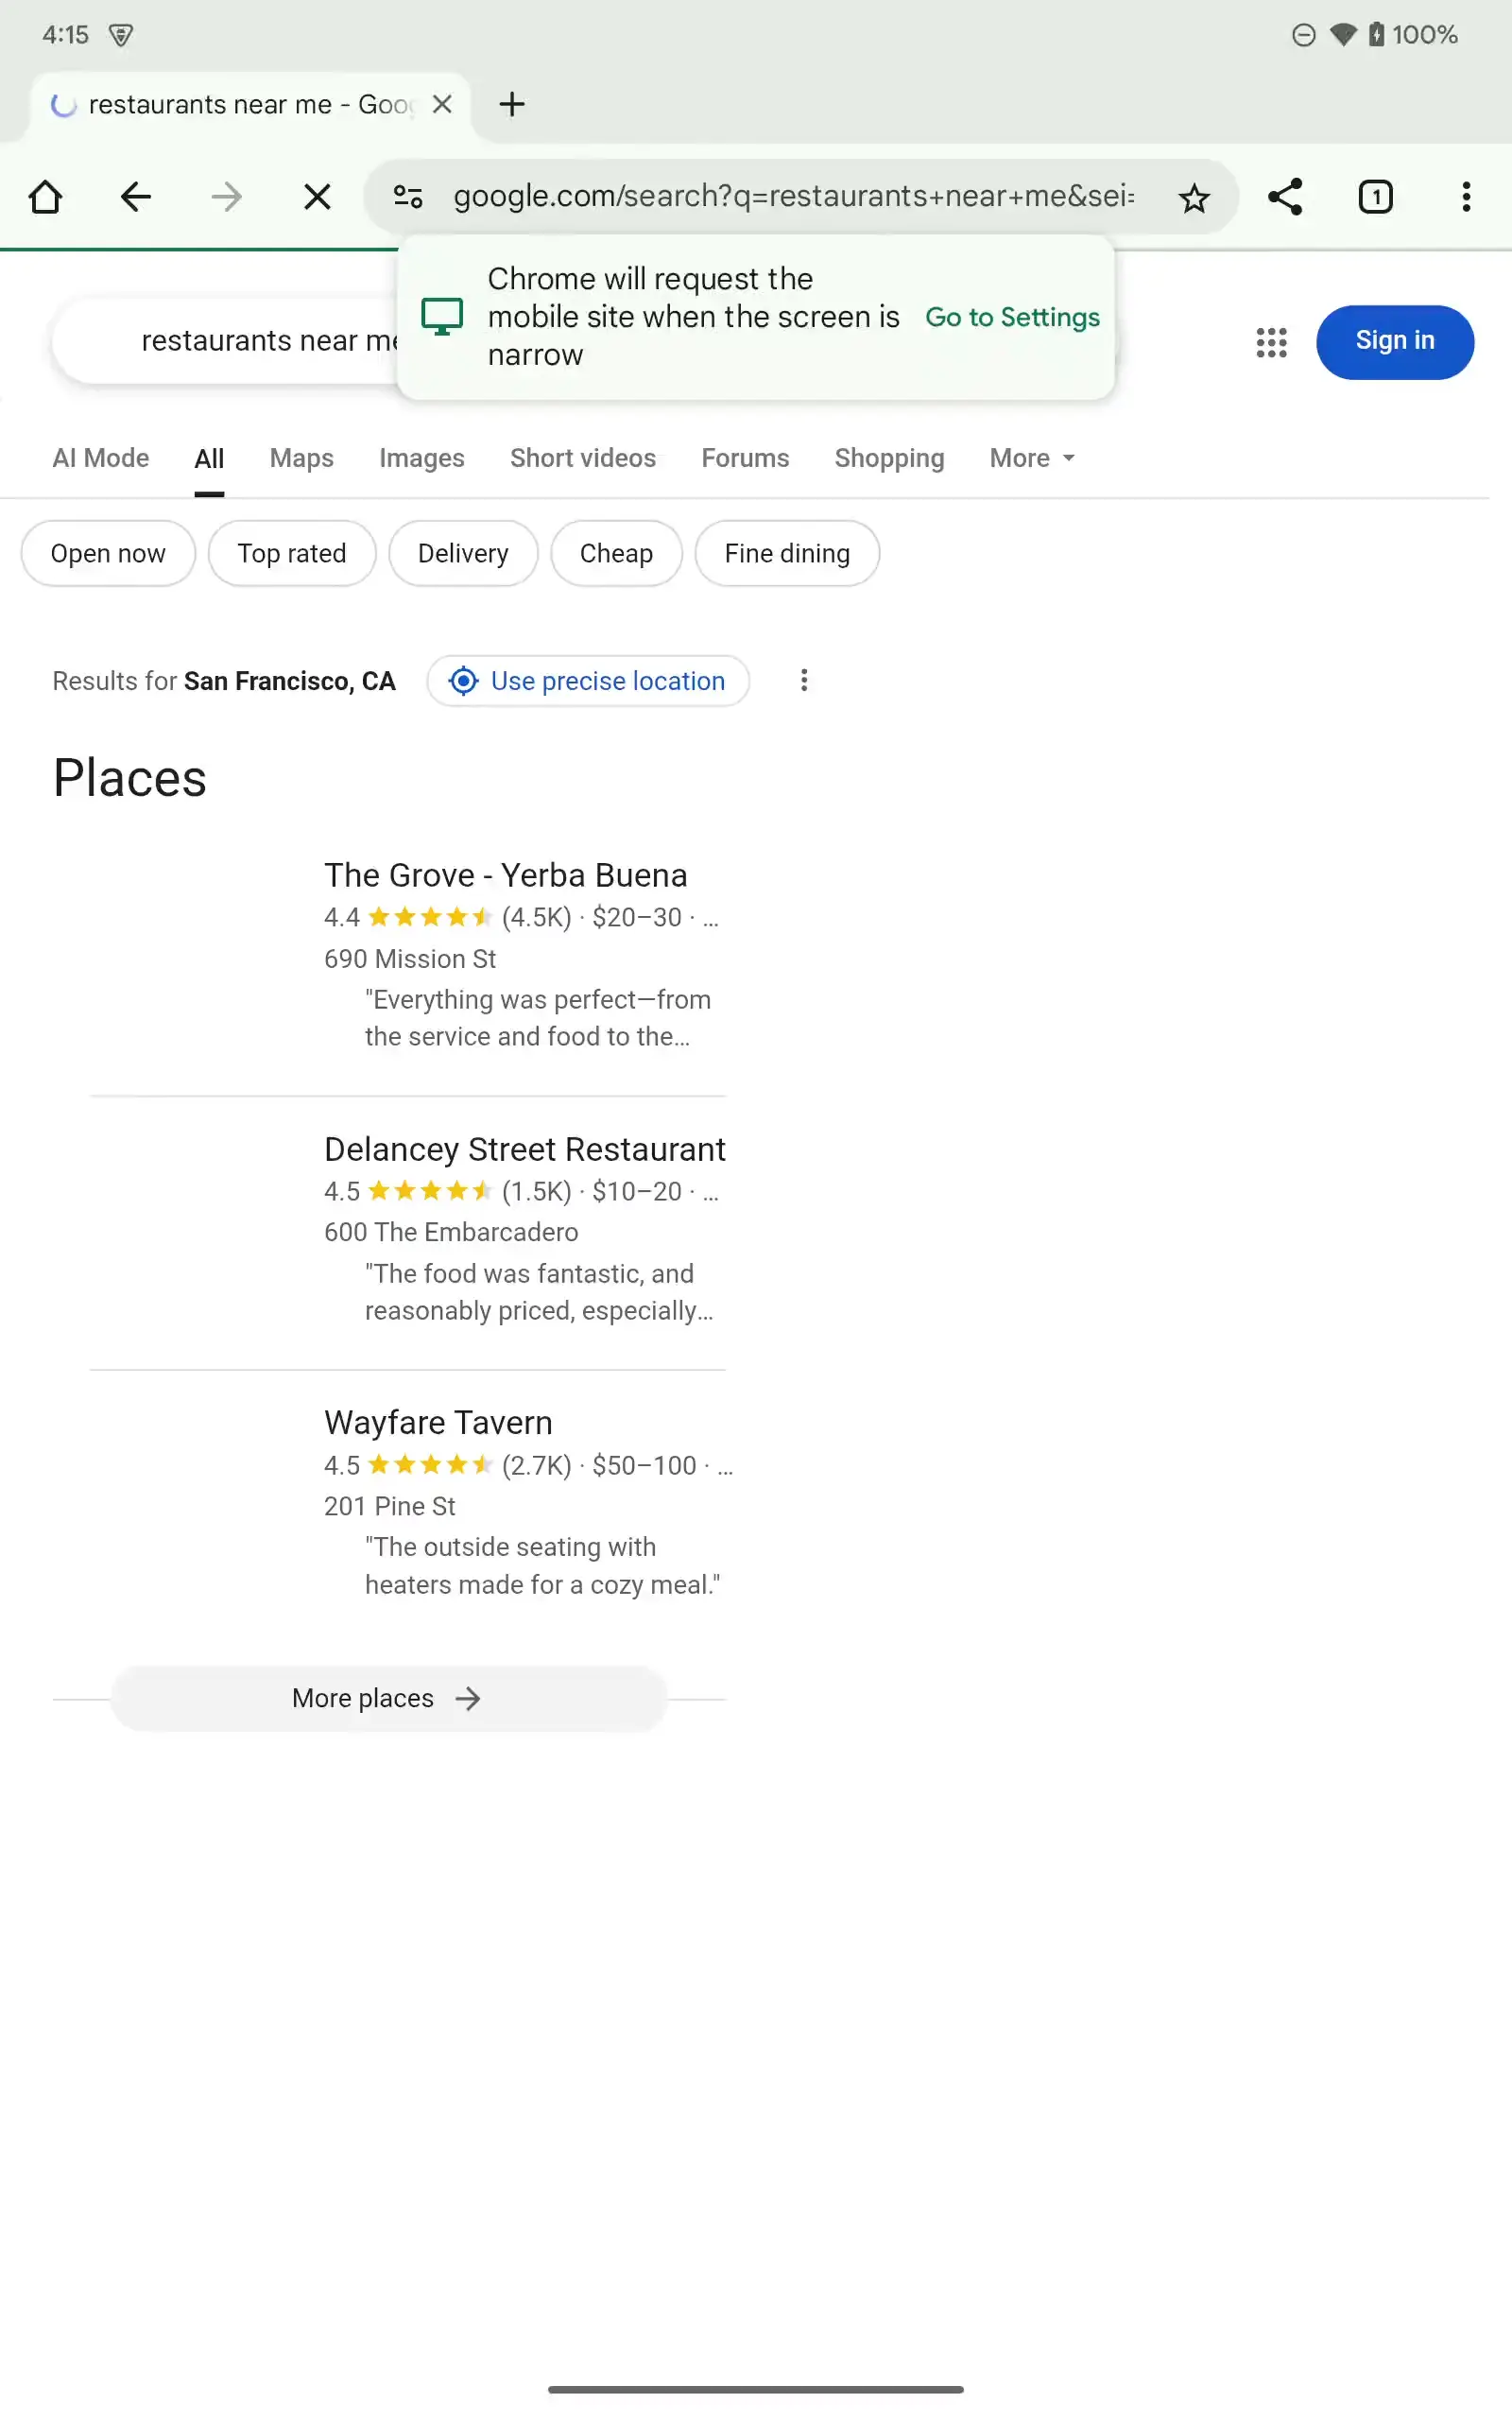 4:15
100%
restaurants near me - Goog
google.com/search?q=restaurants+near+me&sei=
1
Chrome will request the
mobile site when the screen is
narrow
Go to Settings
restaurants near me
Sign in
AI Mode All Maps Images Short videos Forums Shopping More
Open now Top rated Delivery Cheap Fine dining
Results for San Francisco, CA Use precise location
Places
The Grove - Yerba Buena
4.4 (4.5K) · $20–30 · ...
690 Mission St
"Everything was perfect—from
the service and food to the...
Delancey Street Restaurant
4.5 (1.5K) · $10–20 · ...
600 The Embarcadero
"The food was fantastic, and
reasonably priced, especially...
Wayfare Tavern
4.5 (2.7K) · $50–100 · ...
201 Pine St
"The outside seating with
heaters made for a cozy meal."
More places